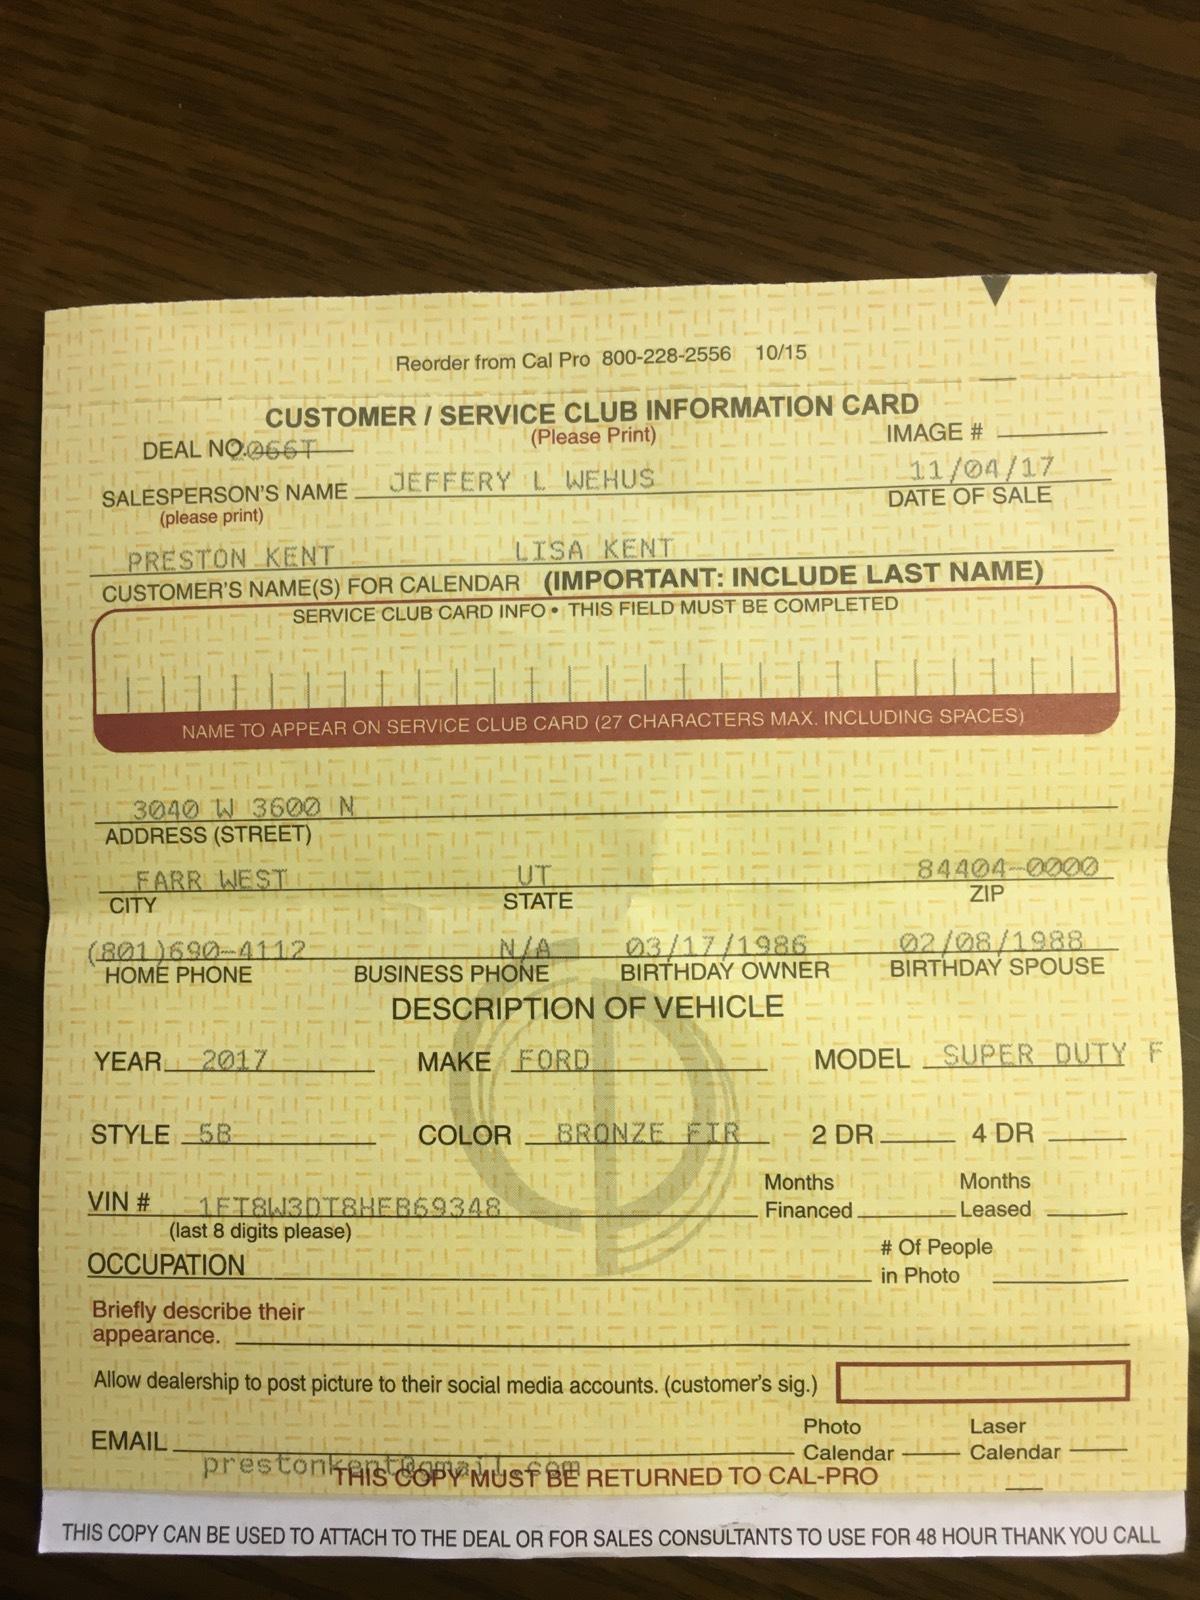 Reorder from Cal Pro 800-228-2556 10/15
CUSTOMER / SERVICE CLUB INFORMATION CARD
(Please Print)
DEAL NO. 066T
IMAGE #
SALESPERSON'S NAME JEFFERY L WEHUS 11/04/17
(please print) DATE OF SALE
PRESTON KENT LISA KENT
CUSTOMER'S NAME(S) FOR CALENDAR (IMPORTANT: INCLUDE LAST NAME)
SERVICE CLUB CARD INFO • THIS FIELD MUST BE COMPLETED
NAME TO APPEAR ON SERVICE CLUB CARD (27 CHARACTERS MAX. INCLUDING SPACES)
3040 W 3600 N
ADDRESS (STREET)
FARR WEST UT 84404-0000
CITY STATE ZIP
(801)690-4112 N/A 03/17/1986 02/08/1988
HOME PHONE BUSINESS PHONE BIRTHDAY OWNER BIRTHDAY SPOUSE
DESCRIPTION OF VEHICLE
YEAR 2017 MAKE FORD MODEL SUPER DUTY F
STYLE 5B COLOR BRONZE FIR 2 DR 4 DR
VIN # 1FT8W3DT8HEB69348 Months Financed Months Leased
(last 8 digits please)
OCCUPATION # Of People in Photo
Briefly describe their
appearance.
Allow dealership to post picture to their social media accounts. (customer's sig.)
EMAIL Photo Calendar Laser Calendar
prestonkent@gmail.com
THIS COPY MUST BE RETURNED TO CAL-PRO
THIS COPY CAN BE USED TO ATTACH TO THE DEAL OR FOR SALES CONSULTANTS TO USE FOR 48 HOUR THANK YOU CALL